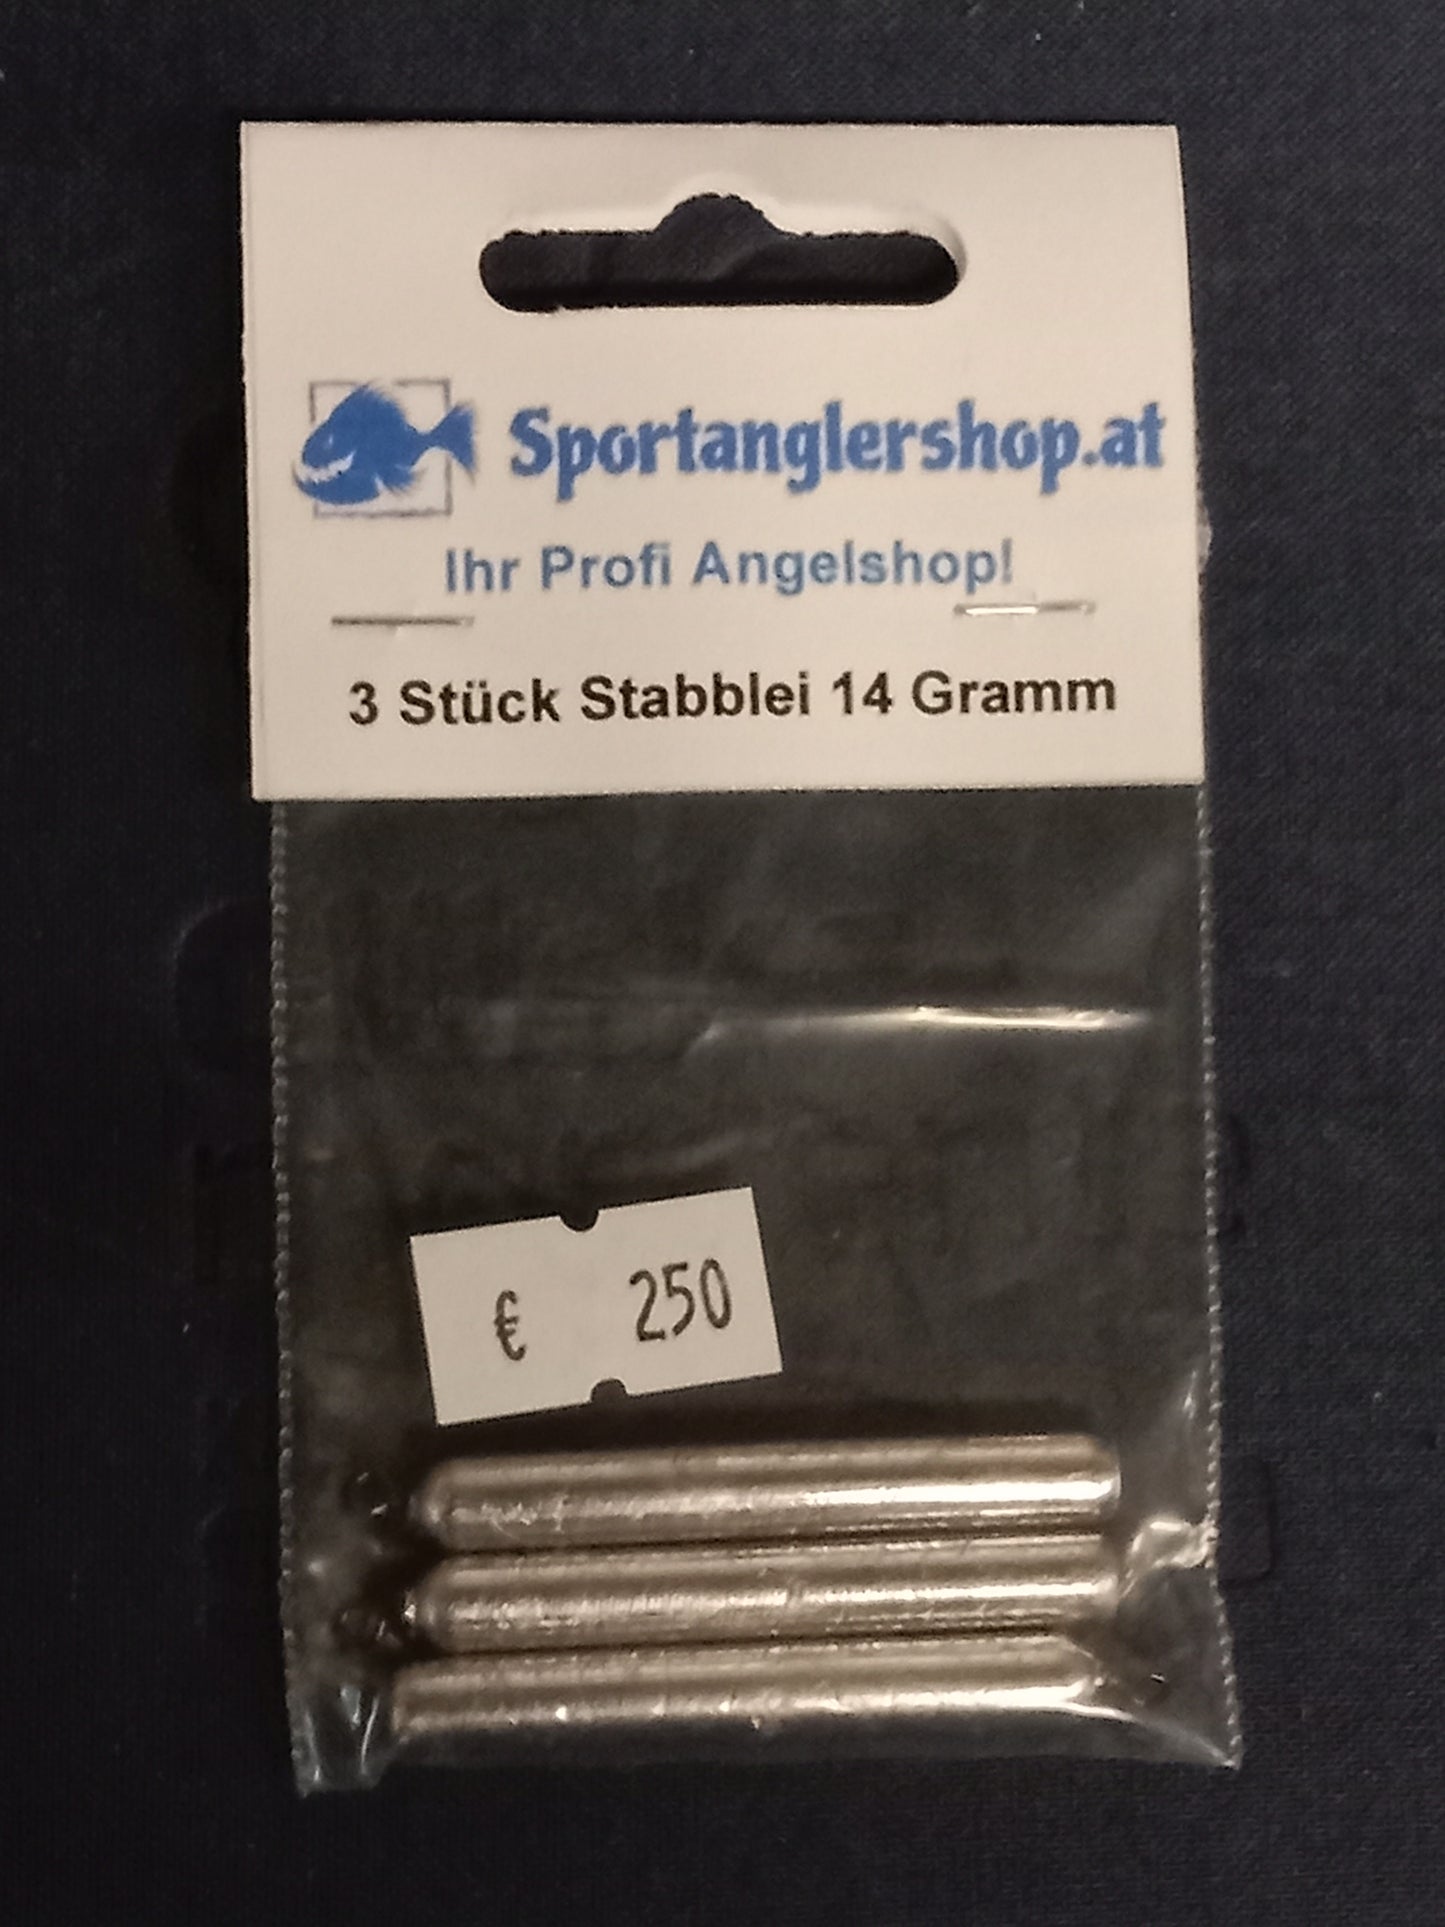 Sportanglershop.at
Ihr Profi Angelshop!
3 Stück Stabblei 14 Gramm
€ 250